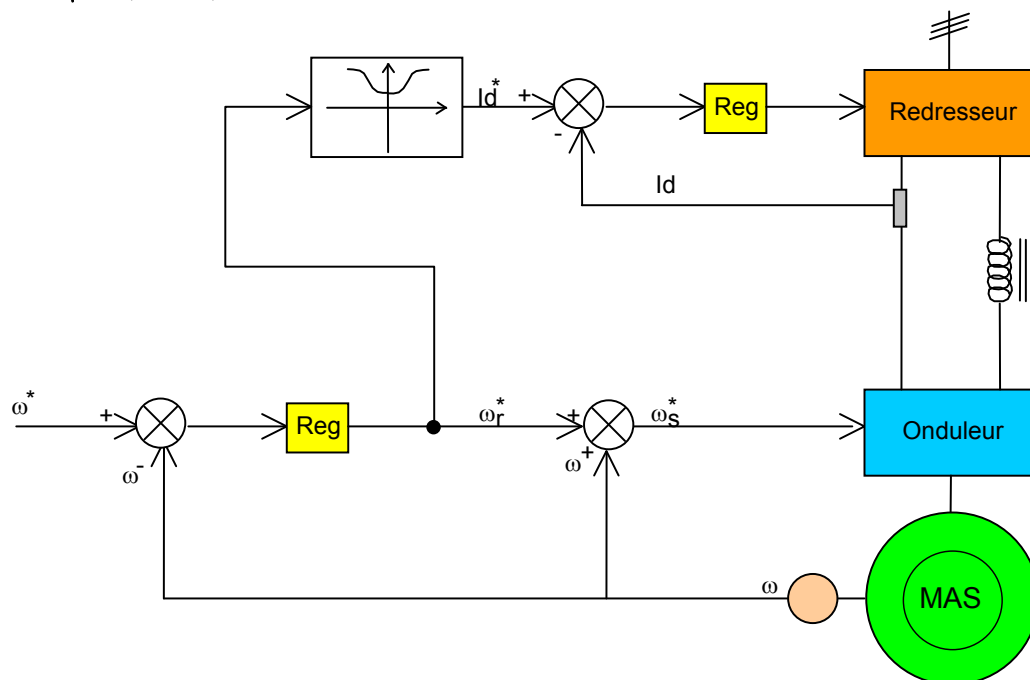 Id* +
Reg
Redresseur
-
Id
ω* +
Reg
ωr* +
ωs*
Onduleur
ω-
ω+
ω
MAS